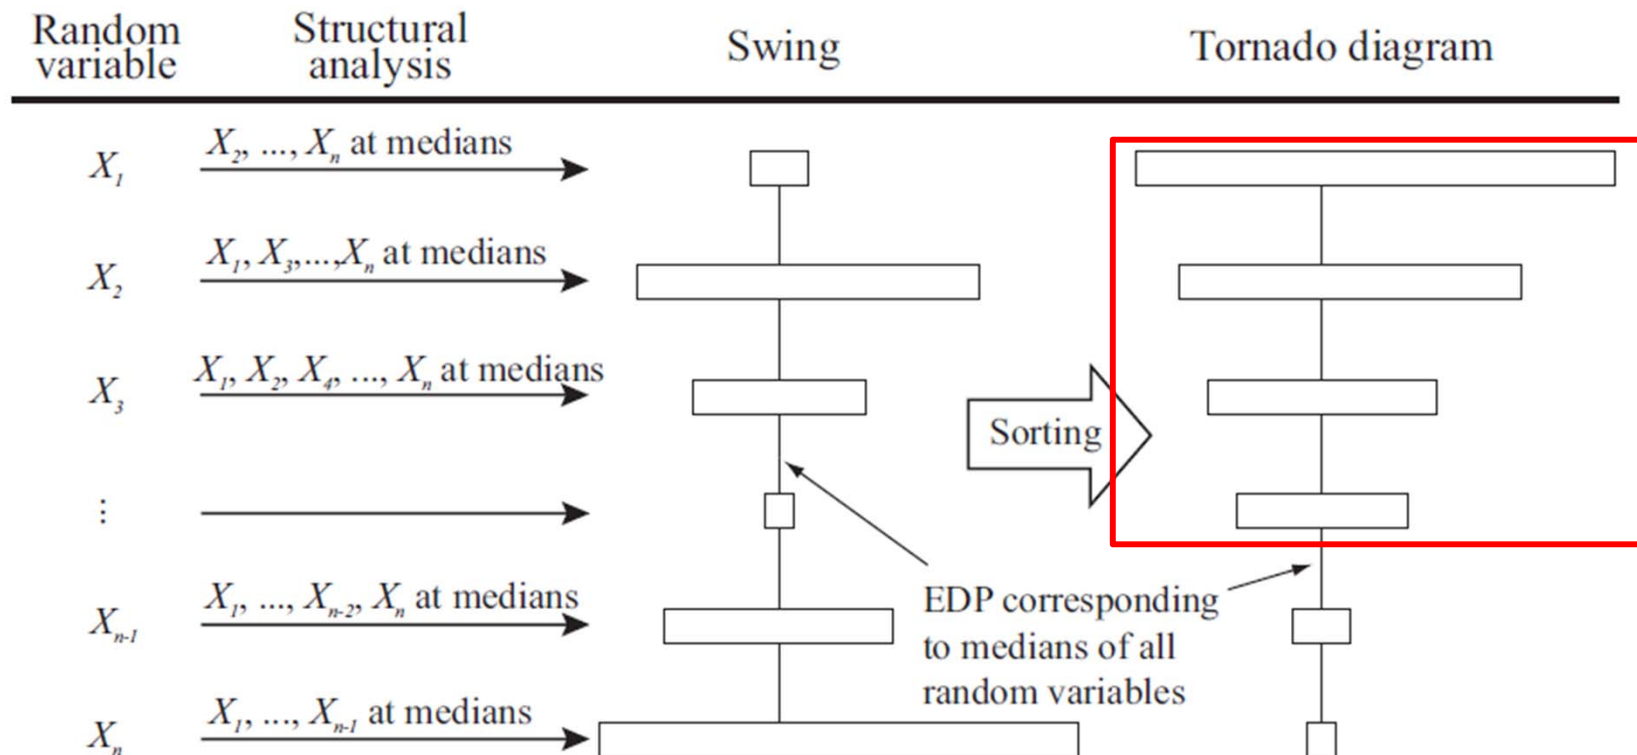 Random variable
Structural analysis
Swing
Tornado diagram
X₁
X₂, ..., Xₙ at medians
X₂
X₁, X₃,...,Xₙ at medians
X₃
X₁, X₂, X₄, ..., Xₙ at medians
Sorting
⋮
Xₙ₋₁
X₁, ..., Xₙ₋₂, Xₙ at medians
EDP corresponding
to medians of all
random variables
Xₙ
X₁, ..., Xₙ₋₁ at medians